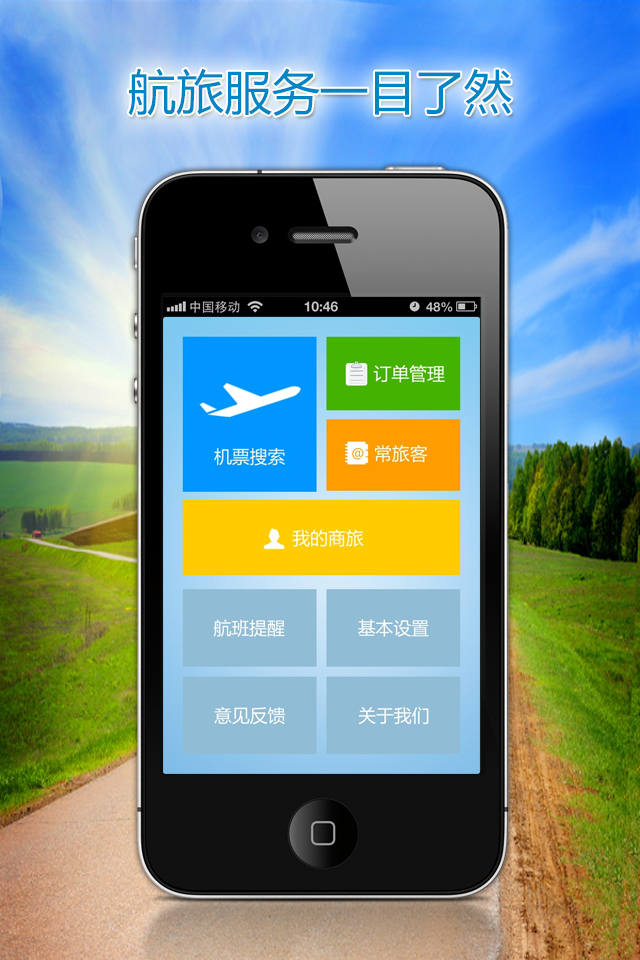 航旅服务一目了然
中国移动 10:46 48%
机票搜索
订单管理
@ 常旅客
我的商旅
航班提醒 基本设置
意见反馈 关于我们